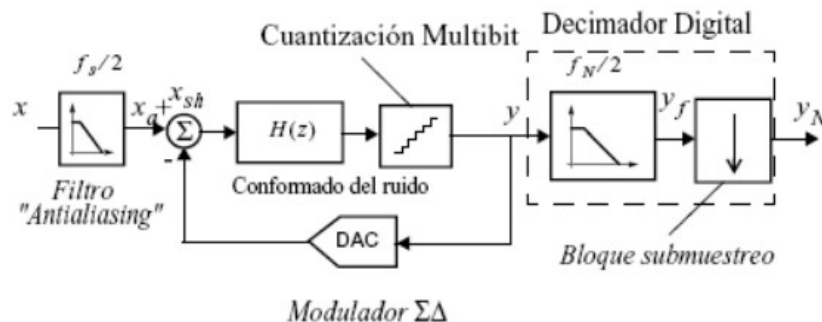 Decimador Digital
Cuantización Multibit
f_s/2
f_N/2
x
x_a
+
x_sh
Σ
-
H(z)
y
y_f
y_N
Filtro
"Antialiasing"
Conformado del ruido
DAC
Bloque submuestreo
Modulador ΣΔ